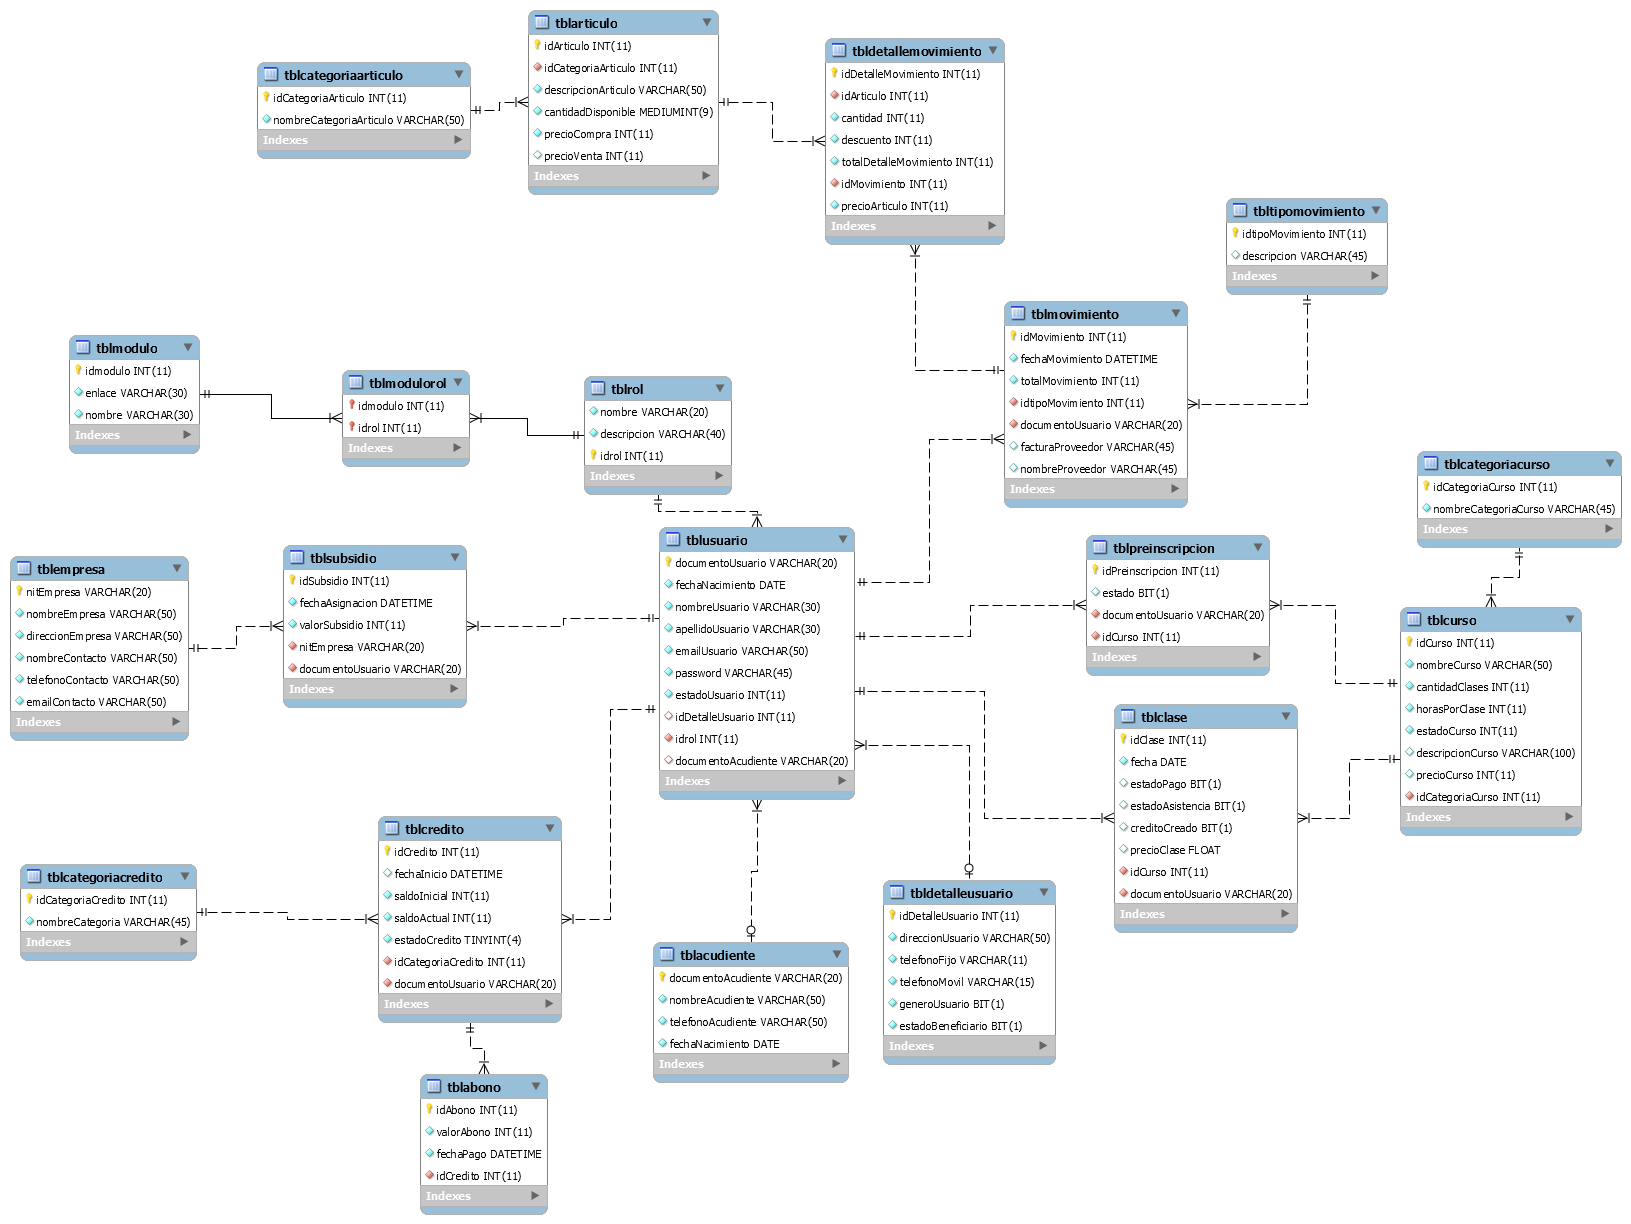 tblarticulo
idArticulo INT(11)
idCategoriaArticulo INT(11)
descripcionArticulo VARCHAR(50)
cantidadDisponible MEDIUMINT(9)
precioCompra INT(11)
precioVenta INT(11)
Indexes
tblcategoriaarticulo
idCategoriaArticulo INT(11)
nombreCategoriaArticulo VARCHAR(50)
Indexes
tbldetallemovimiento
idDetalleMovimiento INT(11)
idArticulo INT(11)
cantidad INT(11)
descuento INT(11)
totalDetalleMovimiento INT(11)
idMovimiento INT(11)
precioArticulo INT(11)
Indexes
tbltipomovimiento
idtipoMovimiento INT(11)
descripcion VARCHAR(45)
Indexes
tblmovimiento
idMovimiento INT(11)
fechaMovimiento DATETIME
totalMovimiento INT(11)
idtipoMovimiento INT(11)
documentoUsuario VARCHAR(20)
facturaProveedor VARCHAR(45)
nombreProveedor VARCHAR(45)
Indexes
tblmodulo
idmodulo INT(11)
enlace VARCHAR(30)
nombre VARCHAR(30)
Indexes
tblmodulorol
idmodulo INT(11)
idrol INT(11)
Indexes
tblrol
nombre VARCHAR(20)
descripcion VARCHAR(40)
idrol INT(11)
Indexes
tblcategoriacurso
idCategoriaCurso INT(11)
nombreCategoriaCurso VARCHAR(45)
Indexes
tblempresa
nitEmpresa VARCHAR(20)
nombreEmpresa VARCHAR(50)
direccionEmpresa VARCHAR(50)
nombreContacto VARCHAR(50)
telefonoContacto VARCHAR(50)
emailContacto VARCHAR(50)
Indexes
tblsubsidio
idSubsidio INT(11)
fechaAsignacion DATETIME
valorSubsidio INT(11)
nitEmpresa VARCHAR(20)
documentoUsuario VARCHAR(20)
Indexes
tblusuario
documentoUsuario VARCHAR(20)
fechaNacimiento DATE
nombreUsuario VARCHAR(30)
apellidoUsuario VARCHAR(30)
emailUsuario VARCHAR(50)
password VARCHAR(45)
estadoUsuario INT(11)
idDetalleUsuario INT(11)
idrol INT(11)
documentoAcudiente VARCHAR(20)
Indexes
tblpreinscripcion
idPreinscripcion INT(11)
estado BIT(1)
documentoUsuario VARCHAR(20)
idCurso INT(11)
Indexes
tblcurso
idCurso INT(11)
nombreCurso VARCHAR(50)
cantidadClases INT(11)
horasPorClase INT(11)
estadoCurso INT(11)
descripcionCurso VARCHAR(100)
precioCurso INT(11)
idCategoriaCurso INT(11)
Indexes
tblclase
idClase INT(11)
fecha DATE
estadoPago BIT(1)
estadoAsistencia BIT(1)
creditoCreado BIT(1)
precioClase FLOAT
idCurso INT(11)
documentoUsuario VARCHAR(20)
Indexes
tblcredito
idCredito INT(11)
fechaInicio DATETIME
saldoInicial INT(11)
saldoActual INT(11)
estadoCredito TINYINT(4)
idCategoriaCredito INT(11)
documentoUsuario VARCHAR(20)
Indexes
tblcategoriacredito
idCategoriaCredito INT(11)
nombreCategoria VARCHAR(45)
Indexes
tblacudiente
documentoAcudiente VARCHAR(20)
nombreAcudiente VARCHAR(50)
telefonoAcudiente VARCHAR(50)
fechaNacimiento DATE
Indexes
tbldetalleusuario
idDetalleUsuario INT(11)
direccionUsuario VARCHAR(50)
telefonoFijo VARCHAR(11)
telefonoMovil VARCHAR(15)
generoUsuario BIT(1)
estadoBeneficiario BIT(1)
Indexes
tblabono
idAbono INT(11)
valorAbono INT(11)
fechaPago DATETIME
idCredito INT(11)
Indexes